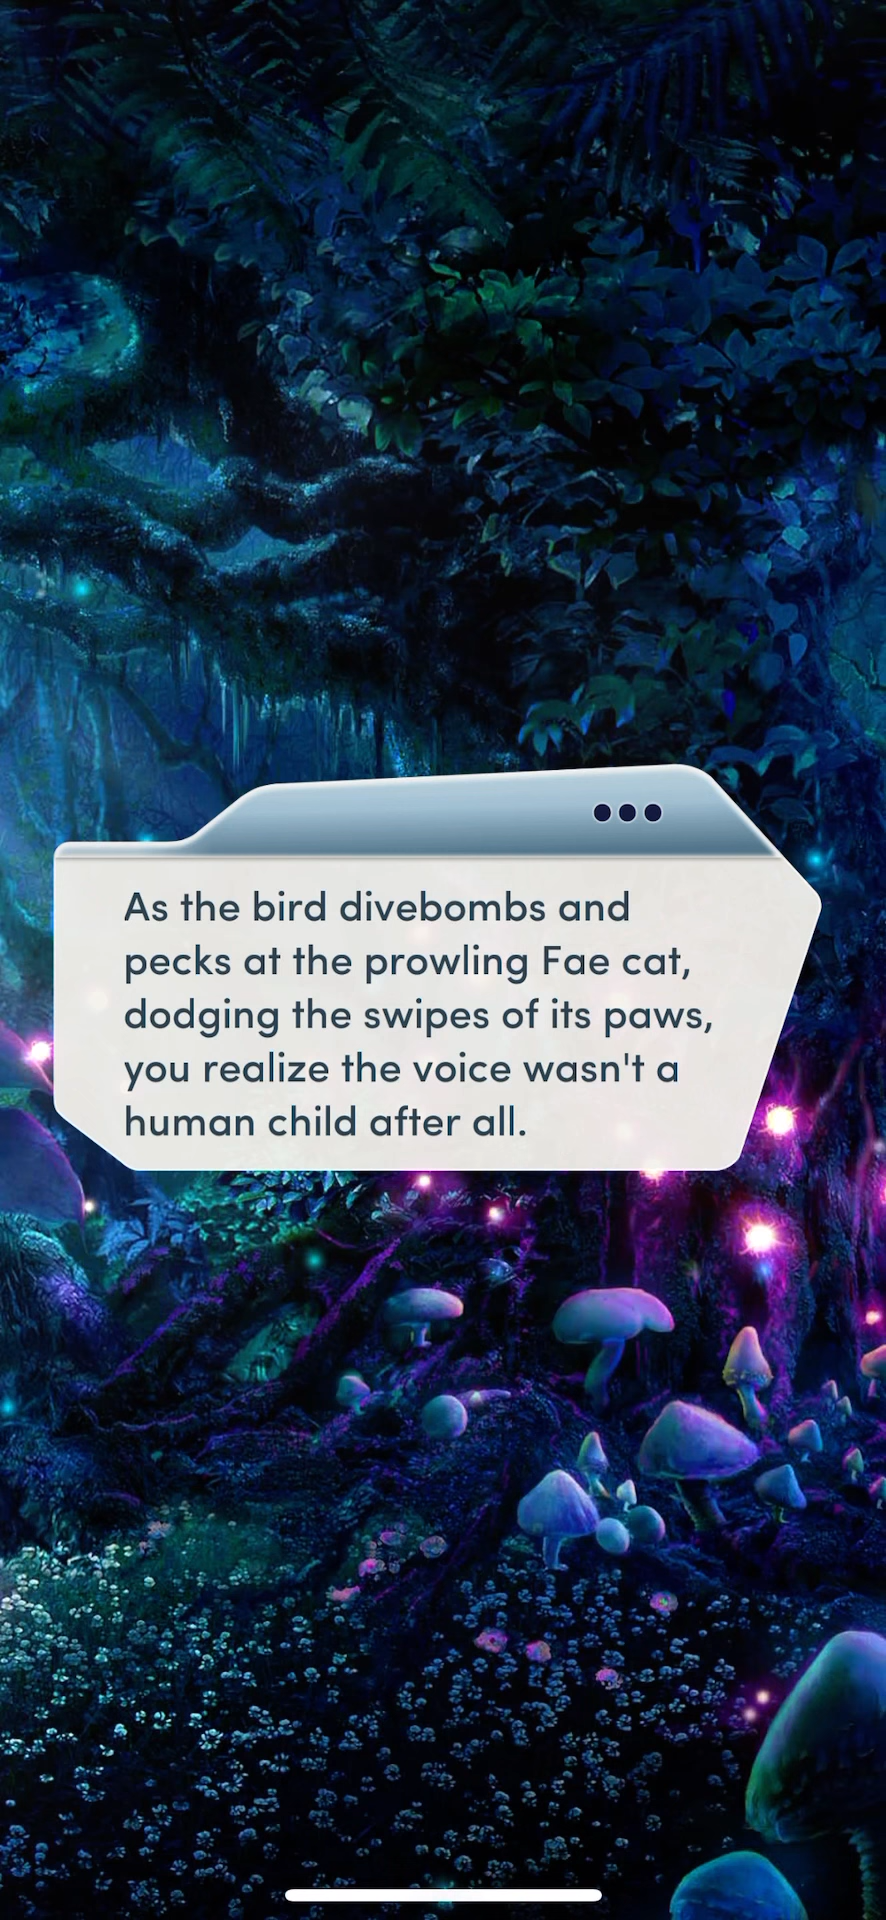 As the bird divebombs and
pecks at the prowling Fae cat,
dodging the swipes of its paws,
you realize the voice wasn't a
human child after all.